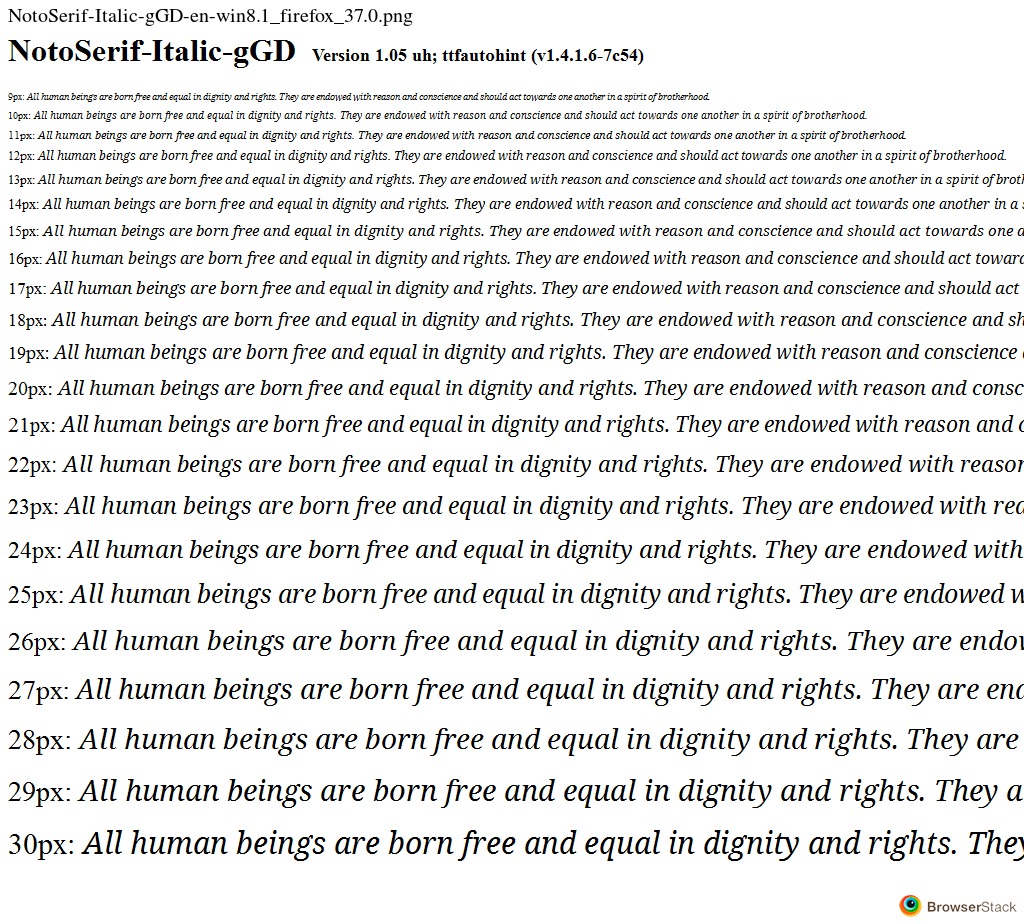 NotoSerif-Italic-gGD-en-win8.1_firefox_37.0.png
NotoSerif-Italic-gGD Version 1.05 uh; ttfautohint (v1.4.1.6-7c54)
9px: All human beings are born free and equal in dignity and rights. They are endowed with reason and conscience and should act towards one another in a spirit of brotherhood.
10px: All human beings are born free and equal in dignity and rights. They are endowed with reason and conscience and should act towards one another in a spirit of brotherhood.
11px: All human beings are born free and equal in dignity and rights. They are endowed with reason and conscience and should act towards one another in a spirit of brotherhood.
12px: All human beings are born free and equal in dignity and rights. They are endowed with reason and conscience and should act towards one another in a spirit of brotherhood.
13px: All human beings are born free and equal in dignity and rights. They are endowed with reason and conscience and should act towards one another in a spirit of broth
14px: All human beings are born free and equal in dignity and rights. They are endowed with reason and conscience and should act towards one another in a s
15px: All human beings are born free and equal in dignity and rights. They are endowed with reason and conscience and should act towards one a
16px: All human beings are born free and equal in dignity and rights. They are endowed with reason and conscience and should act toward
17px: All human beings are born free and equal in dignity and rights. They are endowed with reason and conscience and should act
18px: All human beings are born free and equal in dignity and rights. They are endowed with reason and conscience and sh
19px: All human beings are born free and equal in dignity and rights. They are endowed with reason and conscience
20px: All human beings are born free and equal in dignity and rights. They are endowed with reason and consc
21px: All human beings are born free and equal in dignity and rights. They are endowed with reason and c
22px: All human beings are born free and equal in dignity and rights. They are endowed with reason
23px: All human beings are born free and equal in dignity and rights. They are endowed with rea
24px: All human beings are born free and equal in dignity and rights. They are endowed with
25px: All human beings are born free and equal in dignity and rights. They are endowed w
26px: All human beings are born free and equal in dignity and rights. They are endow
27px: All human beings are born free and equal in dignity and rights. They are end
28px: All human beings are born free and equal in dignity and rights. They are
29px: All human beings are born free and equal in dignity and rights. They a
30px: All human beings are born free and equal in dignity and rights. They
BrowserStack